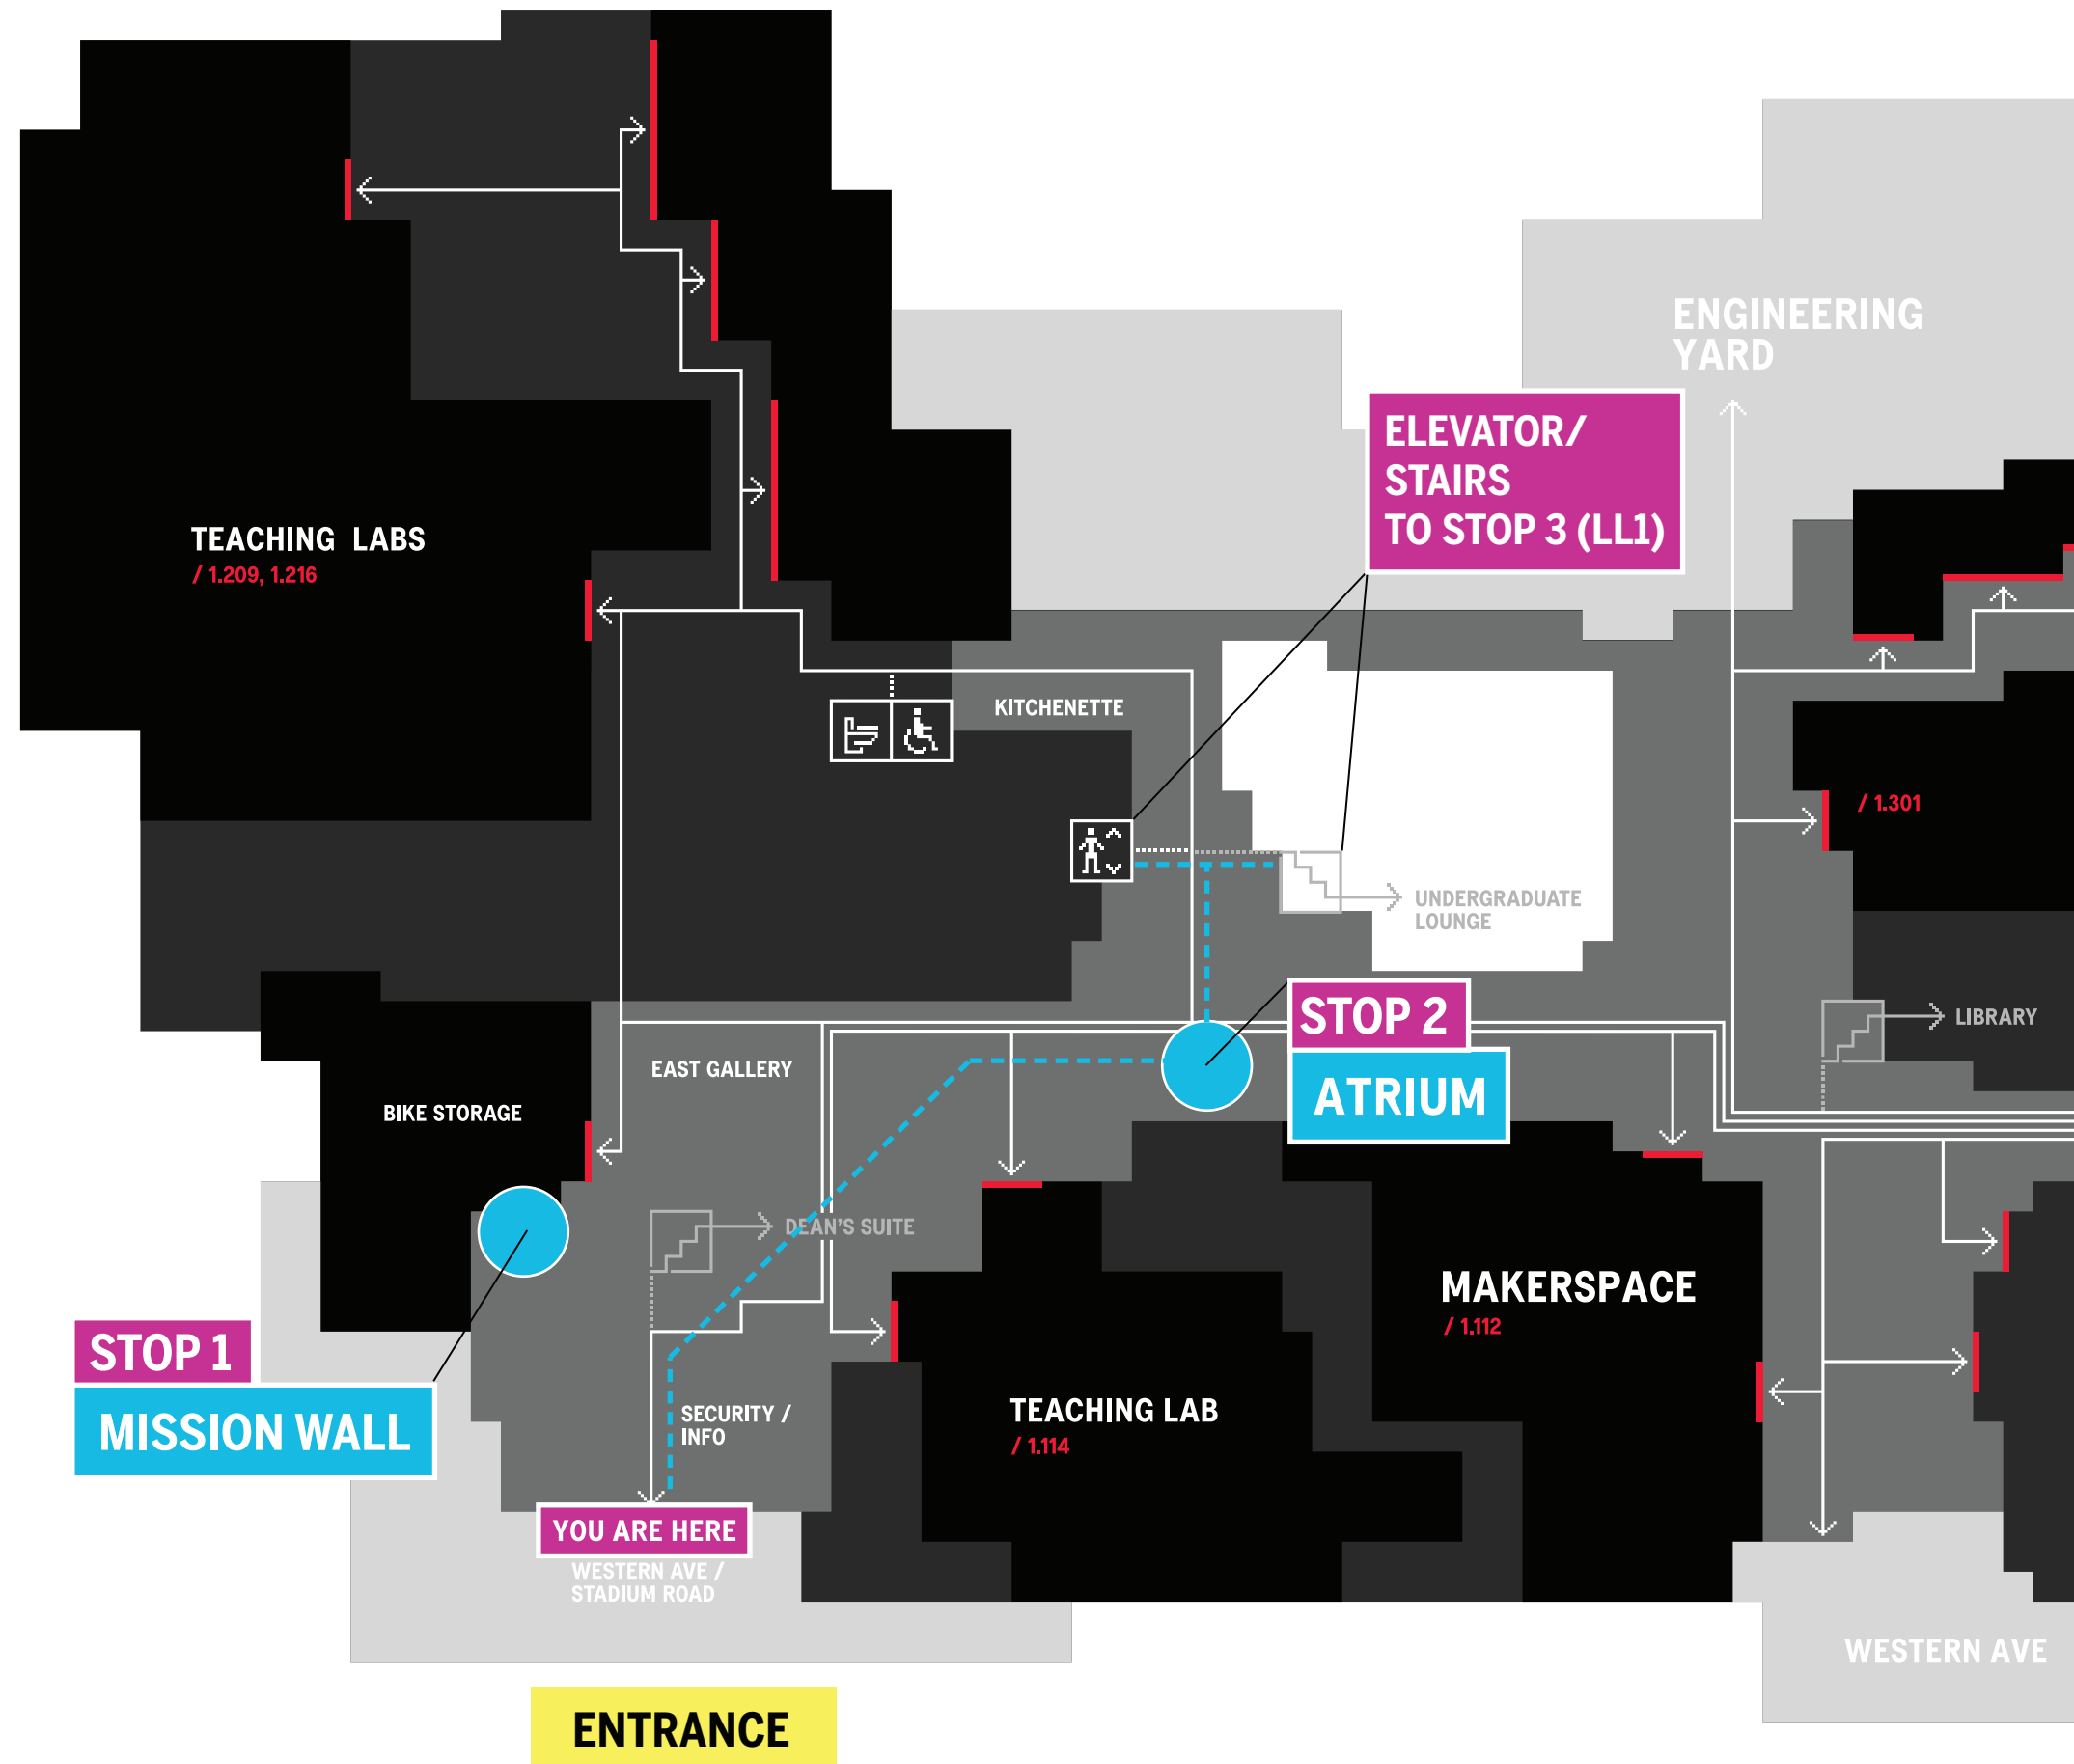 ENGINEERING
YARD
ELEVATOR/
STAIRS
TO STOP 3 (LL1)
TEACHING LABS
/ 1.209, 1.216
KITCHENETTE
/ 1.301
UNDERGRADUATE
LOUNGE
STOP 2
ATRIUM
LIBRARY
EAST GALLERY
BIKE STORAGE
DEAN'S SUITE
MAKERSPACE
/ 1.112
STOP 1
MISSION WALL
SECURITY /
INFO
TEACHING LAB
/ 1.114
YOU ARE HERE
WESTERN AVE /
STADIUM ROAD
WESTERN AVE
ENTRANCE